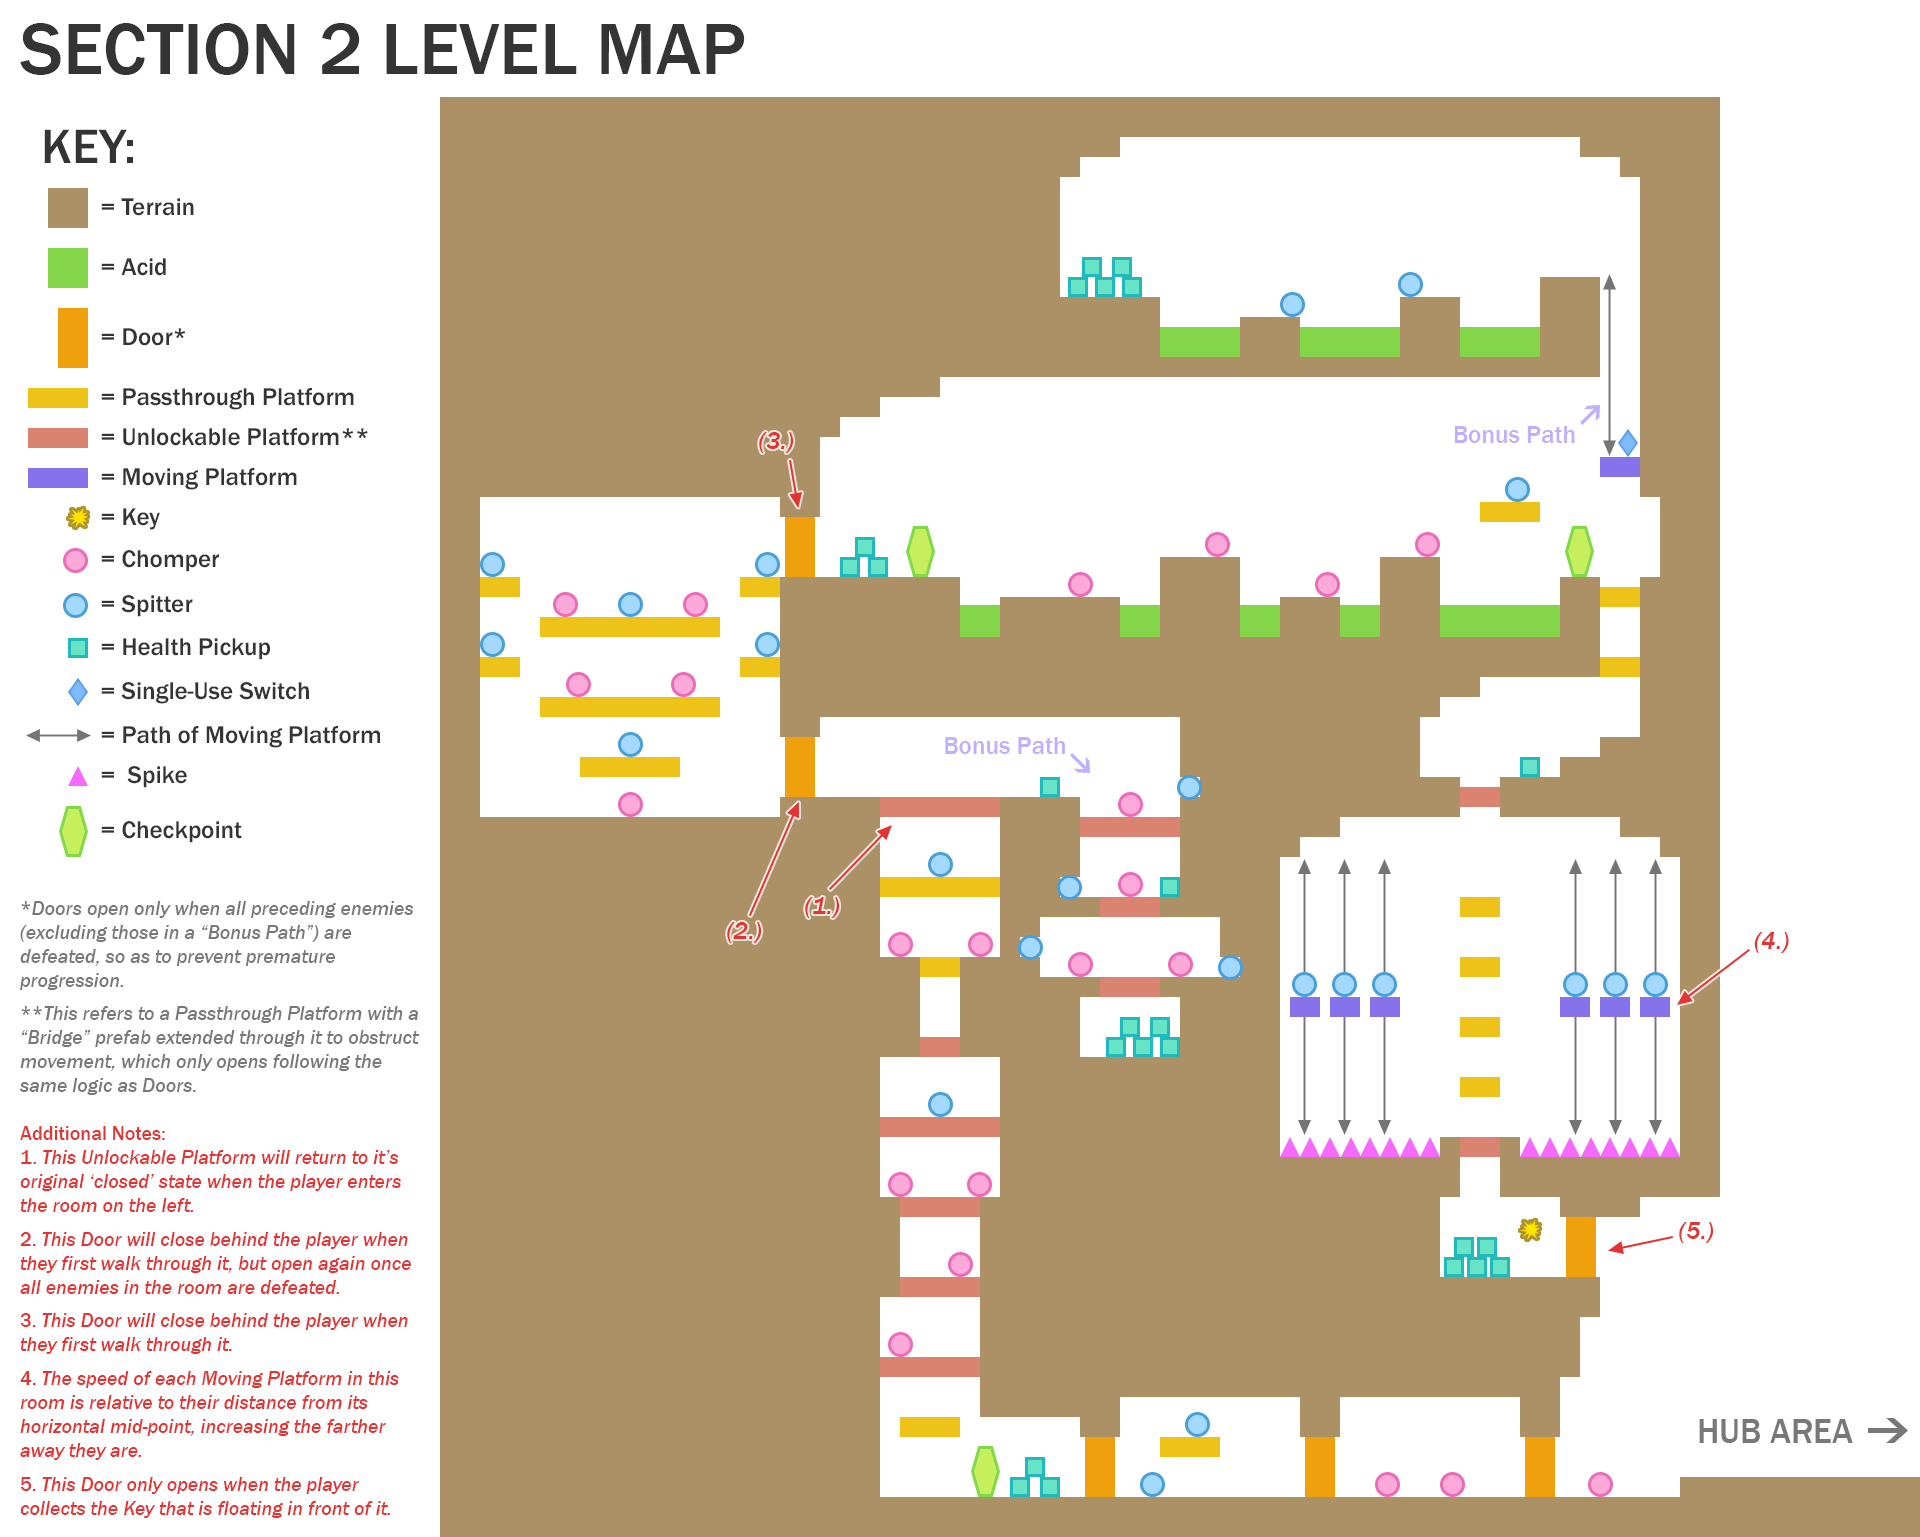 SECTION 2 LEVEL MAP
KEY:
= Terrain
= Acid
= Door*
= Passthrough Platform
= Unlockable Platform**
= Moving Platform
= Key
= Chomper
= Spitter
= Health Pickup
= Single-Use Switch
= Path of Moving Platform
= Spike
= Checkpoint
*Doors open only when all preceding enemies
(excluding those in a “Bonus Path”) are
defeated, so as to prevent premature
progression.
**This refers to a Passthrough Platform with a
“Bridge” prefab extended through it to obstruct
movement, which only opens following the
same logic as Doors.
Additional Notes:
1. This Unlockable Platform will return to it’s
original ‘closed’ state when the player enters
the room on the left.
2. This Door will close behind the player when
they first walk through it, but open again once
all enemies in the room are defeated.
3. This Door will close behind the player when
they first walk through it.
4. The speed of each Moving Platform in this
room is relative to their distance from its
horizontal mid-point, increasing the farther
away they are.
5. This Door only opens when the player
collects the Key that is floating in front of it.
Bonus Path
(3.)
Bonus Path
(1.)
(2.)
(4.)
(5.)
HUB AREA